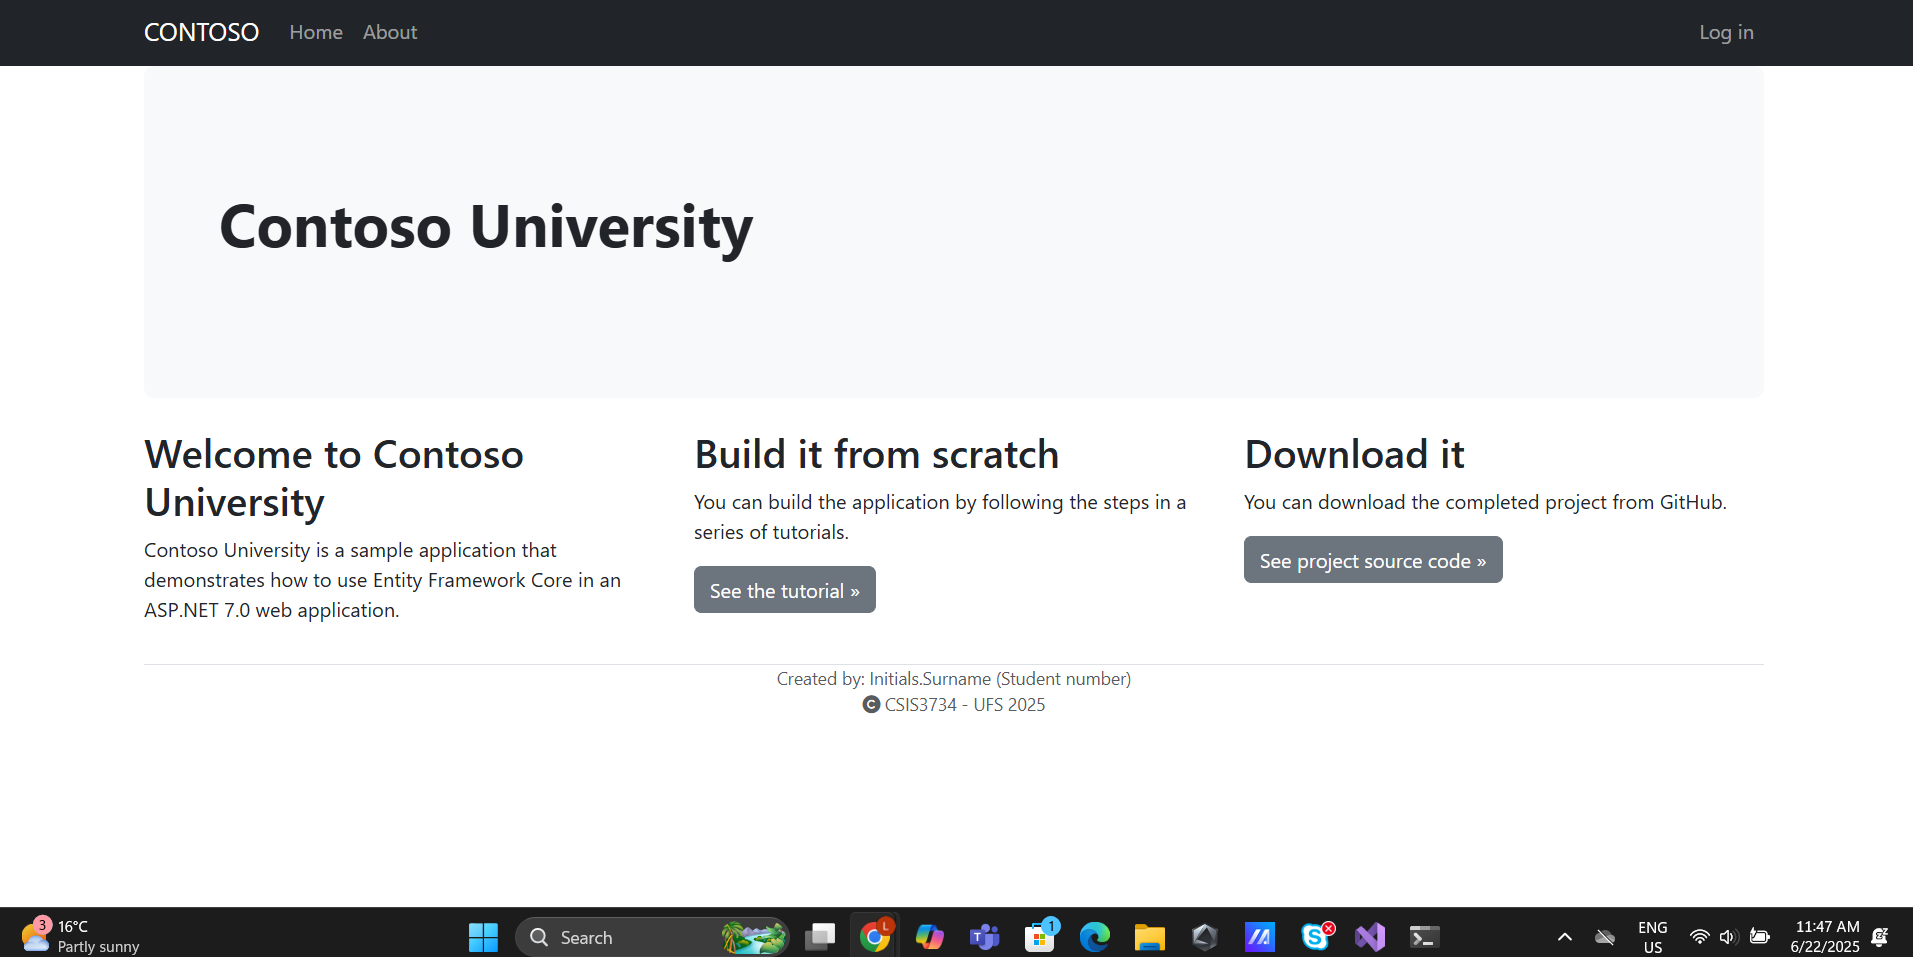 CONTOSO Home About Log in
Contoso University
Welcome to Contoso
University
Contoso University is a sample application that
demonstrates how to use Entity Framework Core in an
ASP.NET 7.0 web application.
Build it from scratch
You can build the application by following the steps in a
series of tutorials.
See the tutorial »
Download it
You can download the completed project from GitHub.
See project source code »
Created by: Initials.Surname (Student number)
© CSIS3734 - UFS 2025
3 16°C
Partly sunny
Search
L
1
ENG
US
11:47 AM
6/22/2025